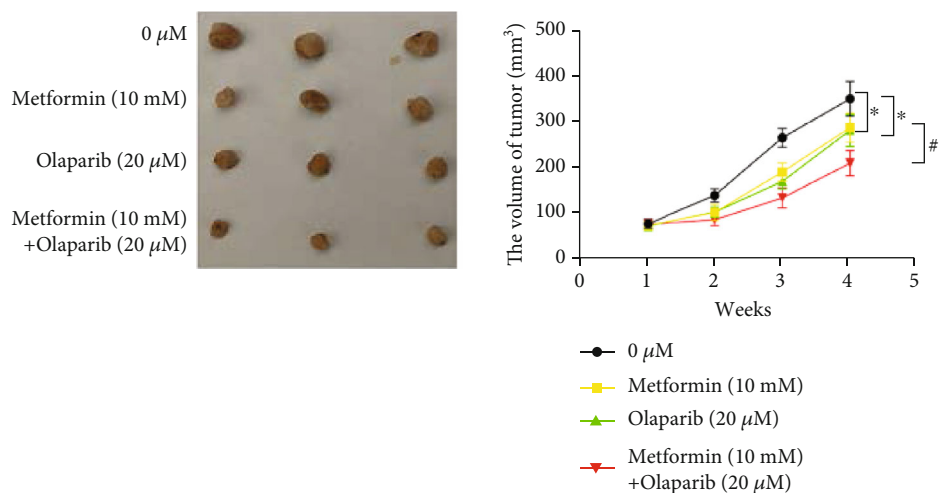 0 μM
Metformin (10 mM)
Olaparib (20 μM)
Metformin (10 mM)
+Olaparib (20 μM)
The volume of tumor (mm³)
500
400
300
200
100
0
0
1
2
3
4
5
Weeks
*
*
#
0 μM
Metformin (10 mM)
Olaparib (20 μM)
Metformin (10 mM)
+Olaparib (20 μM)